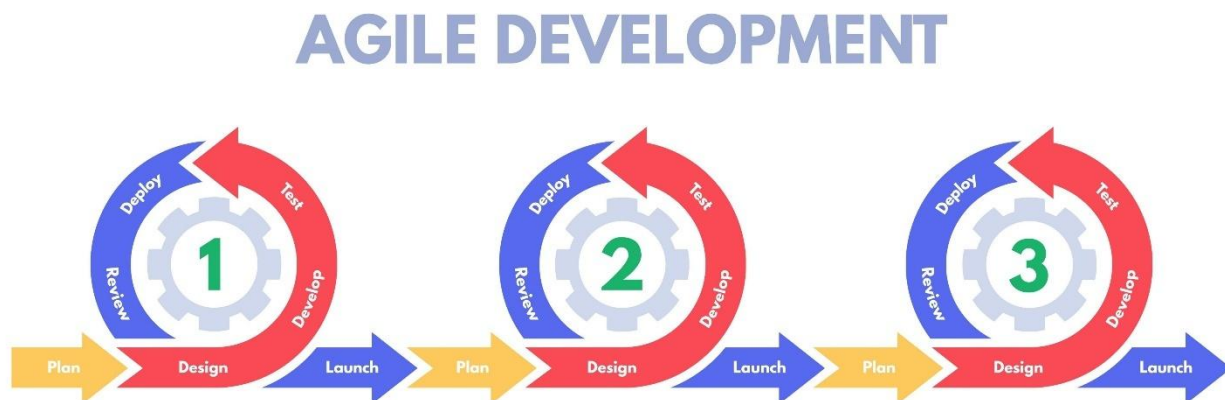 AGILE DEVELOPMENT
Plan
Design
Develop
Test
Deploy
Review
1
Launch
Plan
Design
Develop
Test
Deploy
Review
2
Launch
Plan
Design
Develop
Test
Deploy
Review
3
Launch